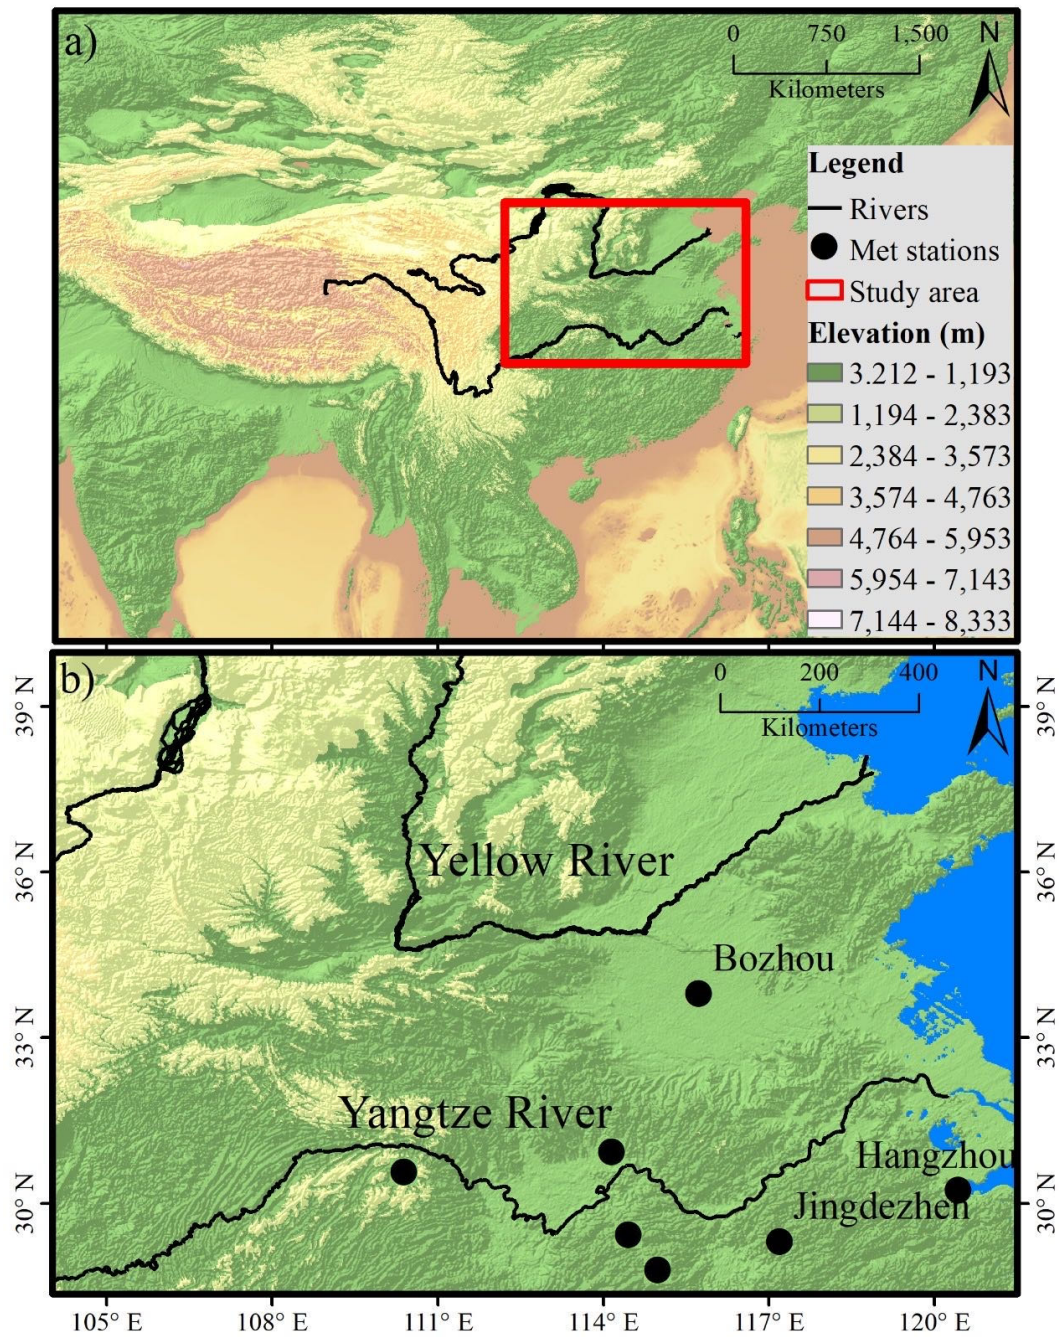 a)
0 750 1,500
Kilometers
N
Legend
Rivers
Met stations
Study area
Elevation (m)
3.212 - 1,193
1,194 - 2,383
2,384 - 3,573
3,574 - 4,763
4,764 - 5,953
5,954 - 7,143
7,144 - 8,333
b)
0 200 400
Kilometers
N
39° N
39° N
Yellow River
36° N
36° N
Bozhou
33° N
33° N
Yangtze River
Hangzhou
Jingdezhen
30° N
30° N
105° E 108° E 111° E 114° E 117° E 120° E